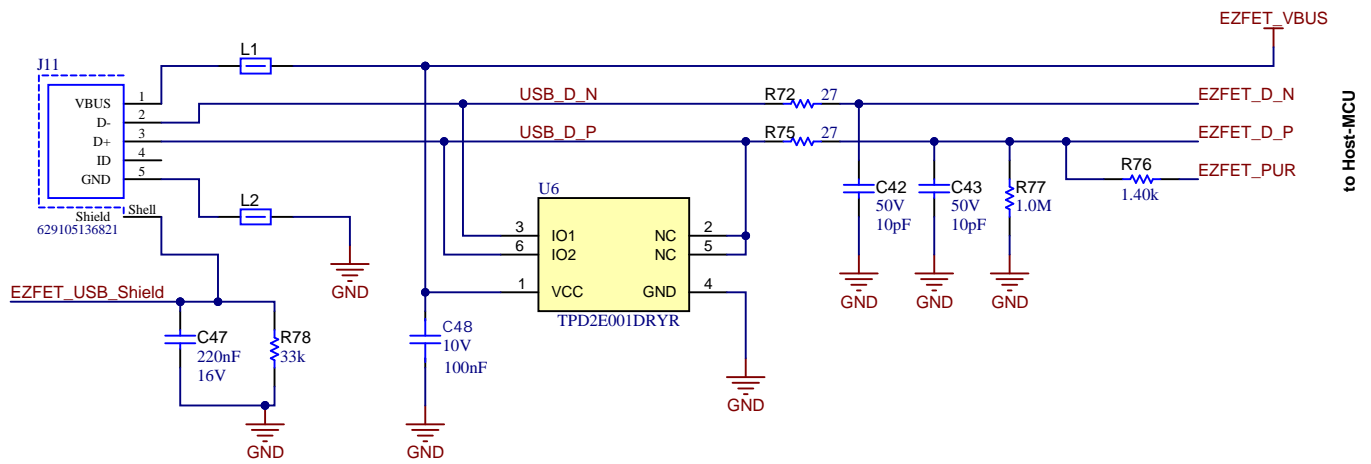 EZFET_VBUS
L1
J11
VBUS 1
D- 2
D+ 3
ID 4
GND 5
Shield Shell
629105136821
USB_D_N
R72 27
EZFET_D_N
USB_D_P
R75 27
EZFET_D_P
R76
1.40k
EZFET_PUR
to Host-MCU
L2
GND
U6
3 IO1 NC 2
6 IO2 NC 5
1 VCC GND 4
TPD2E001DRYR
C42
50V
10pF
GND
C43
50V
10pF
GND
R77
1.0M
GND
EZFET_USB_Shield
C47
220nF
16V
R78
33k
GND
C48
10V
100nF
GND
GND